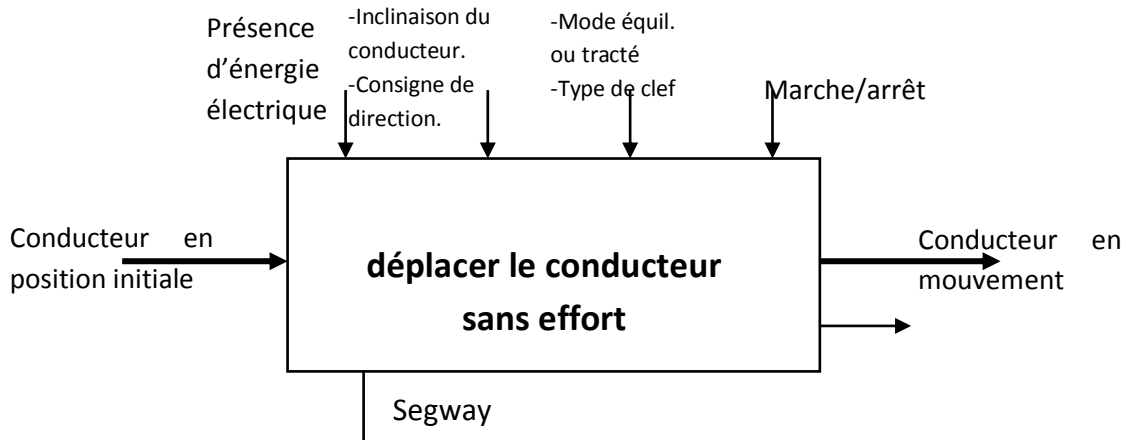 Présence
d’énergie
électrique
-Inclinaison du
conducteur.
-Consigne de
direction.
-Mode équil.
ou tracté
-Type de clef
Marche/arrêt
Conducteur en
position initiale
déplacer le conducteur
sans effort
Conducteur en
mouvement
Segway